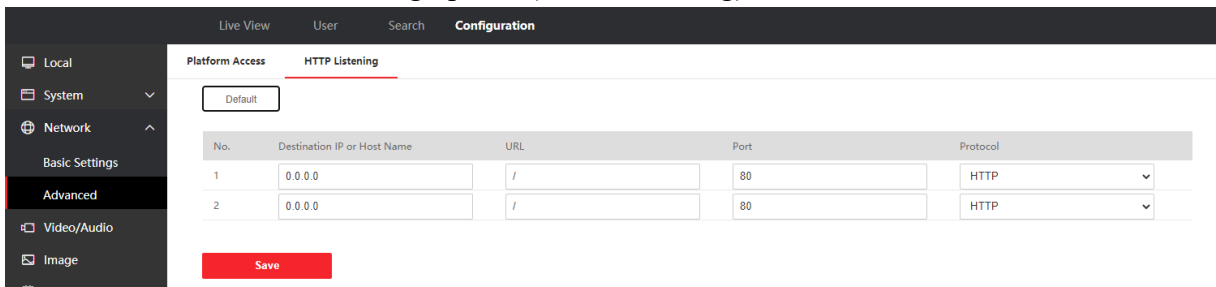 Live View User Search Configuration
Local
System
Network
Basic Settings
Advanced
Video/Audio
Image
Platform Access HTTP Listening
Default
No. Destination IP or Host Name URL Port Protocol
1 0.0.0.0 / 80 HTTP
2 0.0.0.0 / 80 HTTP
Save